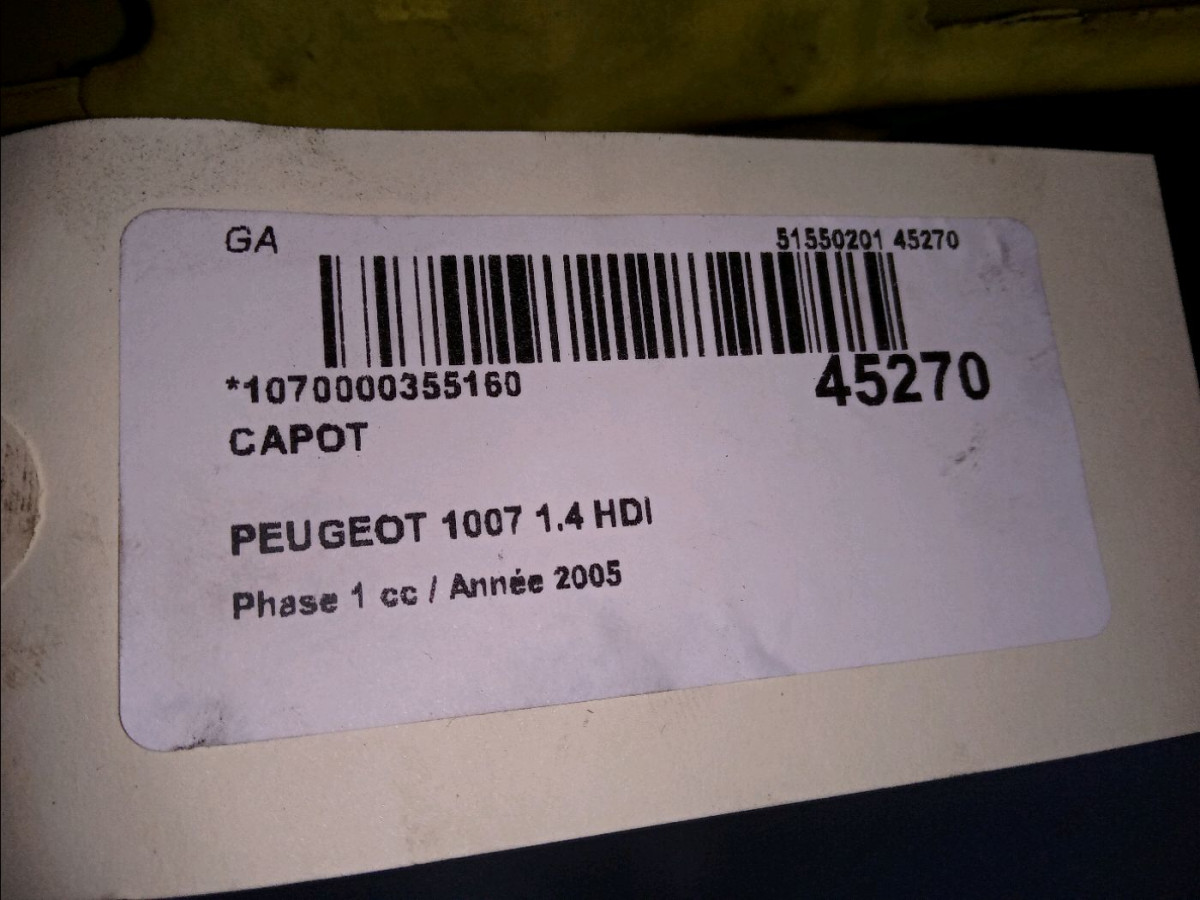 GA
51550201 45270
*1070000355160
45270
CAPOT
PEUGEOT 1007 1.4 HDI
Phase 1 cc / Année 2005